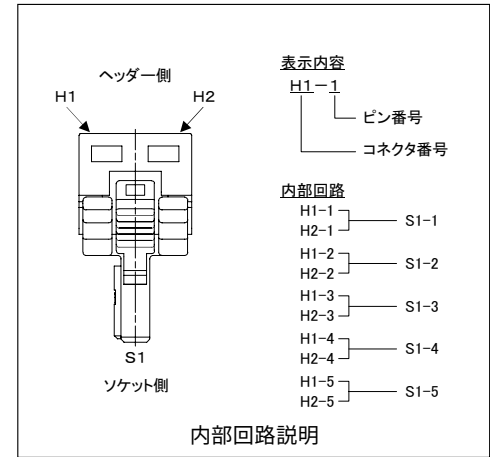 ヘッダー側
H1
H2
S1
ソケット側
表示内容
H1-1
ピン番号
コネクタ番号
内部回路
H1-1
H2-1
S1-1
H1-2
H2-2
S1-2
H1-3
H2-3
S1-3
H1-4
H2-4
S1-4
H1-5
H2-5
S1-5
内部回路説明